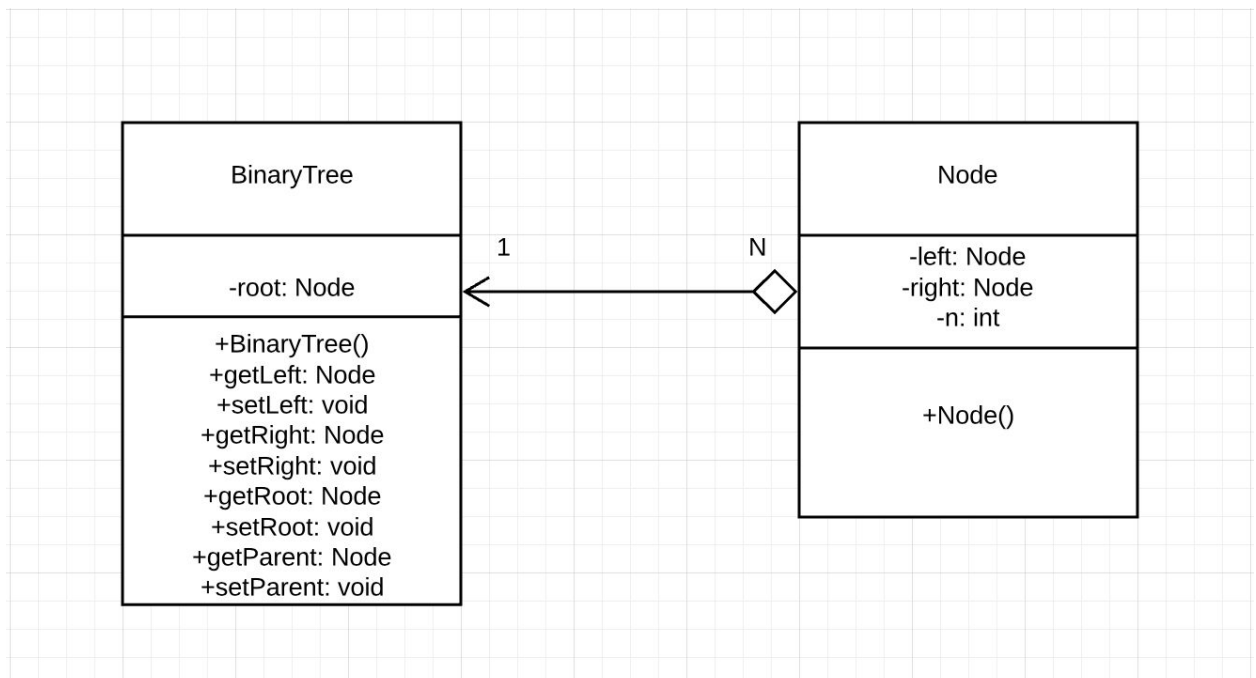 BinaryTree
-root: Node
+BinaryTree()
+getLeft: Node
+setLeft: void
+getRight: Node
+setRight: void
+getRoot: Node
+setRoot: void
+getParent: Node
+setParent: void
1
N
Node
-left: Node
-right: Node
-n: int
+Node()